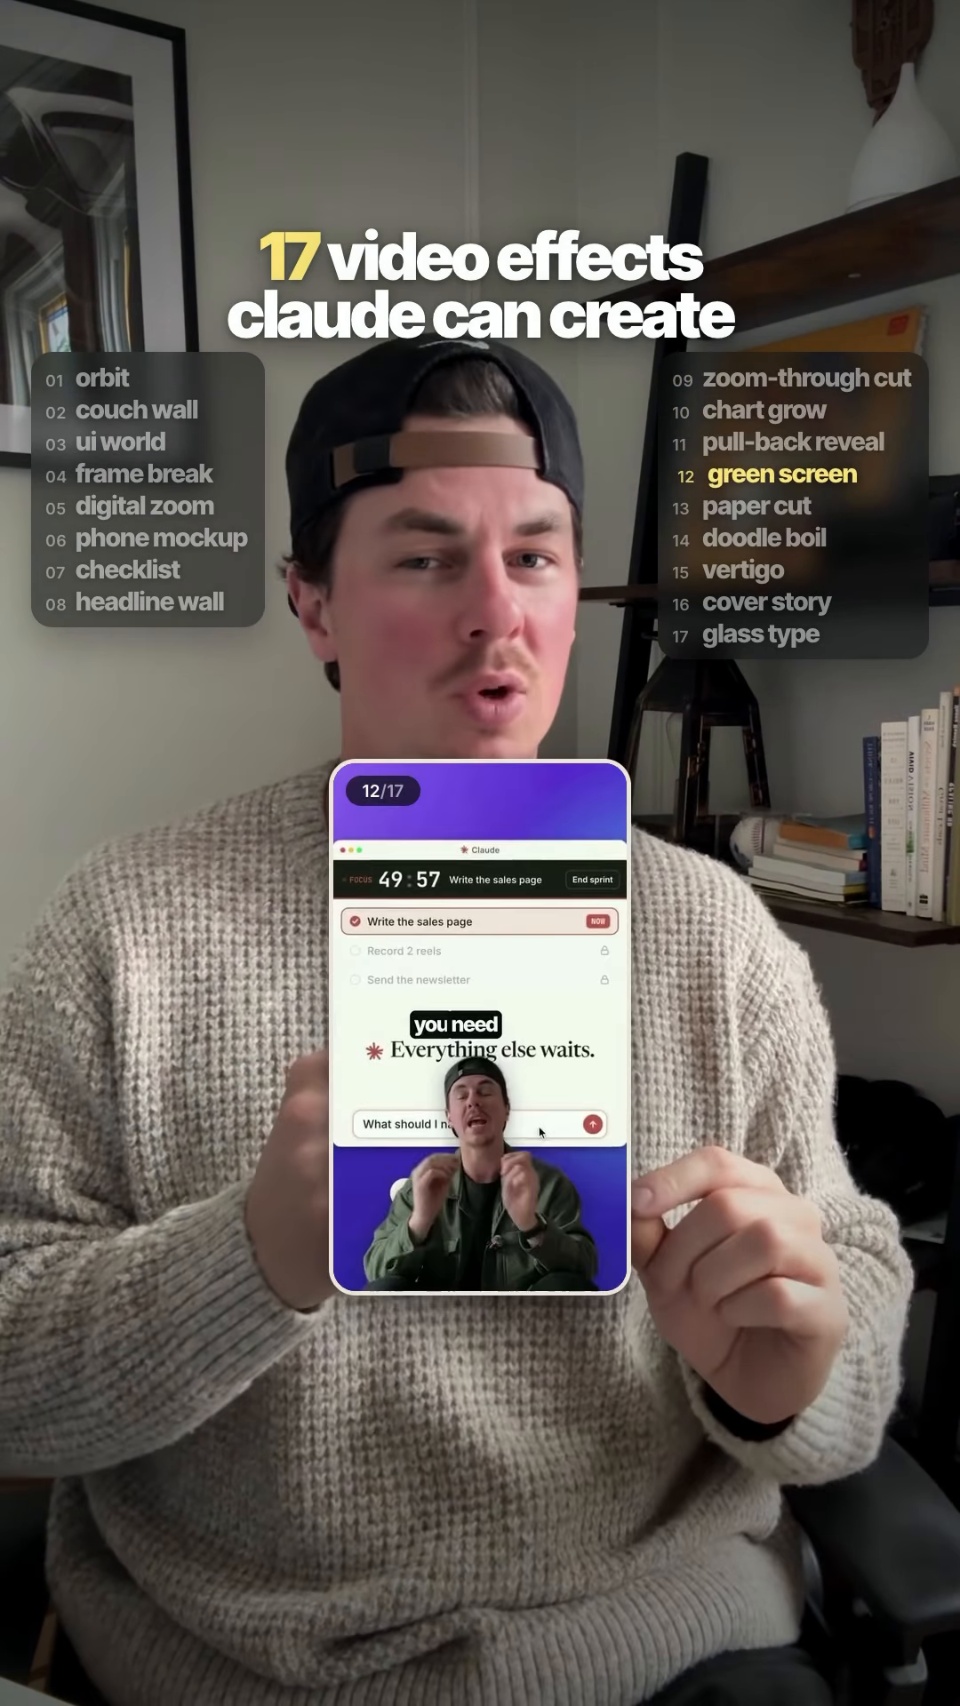 17 video effects
claude can create
01 orbit
02 couch wall
03 ui world
04 frame break
05 digital zoom
06 phone mockup
07 checklist
08 headline wall
09 zoom-through cut
10 chart grow
11 pull-back reveal
12 green screen
13 paper cut
14 doodle boil
15 vertigo
16 cover story
17 glass type
12/17
Claude
FOCUS 49:57 Write the sales page End sprint
Write the sales page NOW
Record 2 reels
Send the newsletter
you need
Everything else waits.
What should I